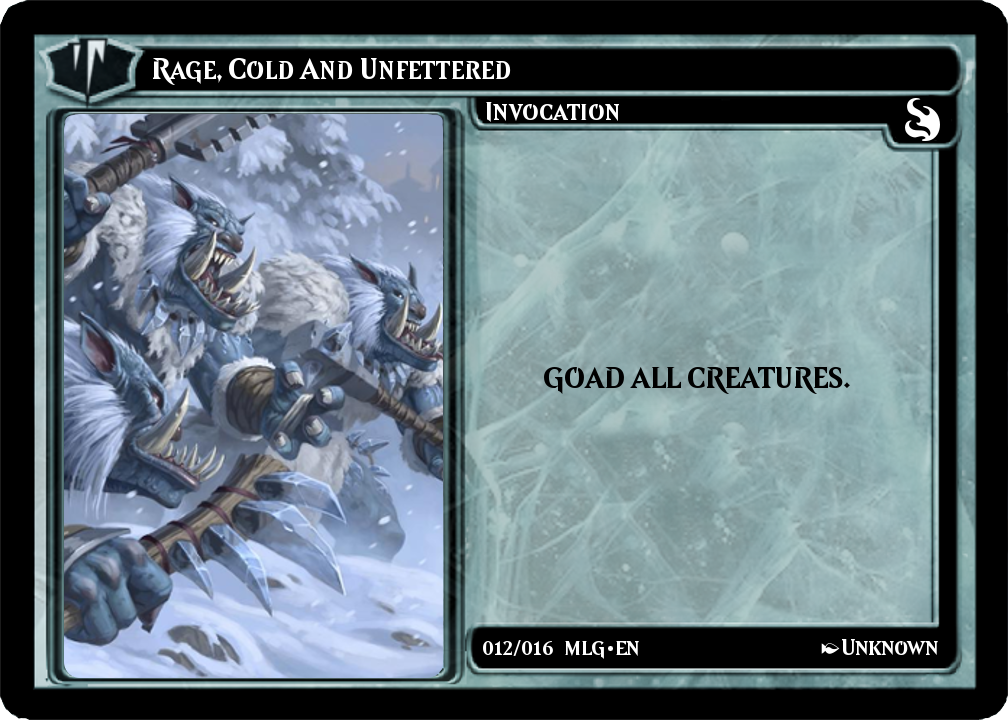 Rage, Cold And Unfettered
Invocation
GOAD ALL CREATURES.
012/016 MLG•EN
Unknown